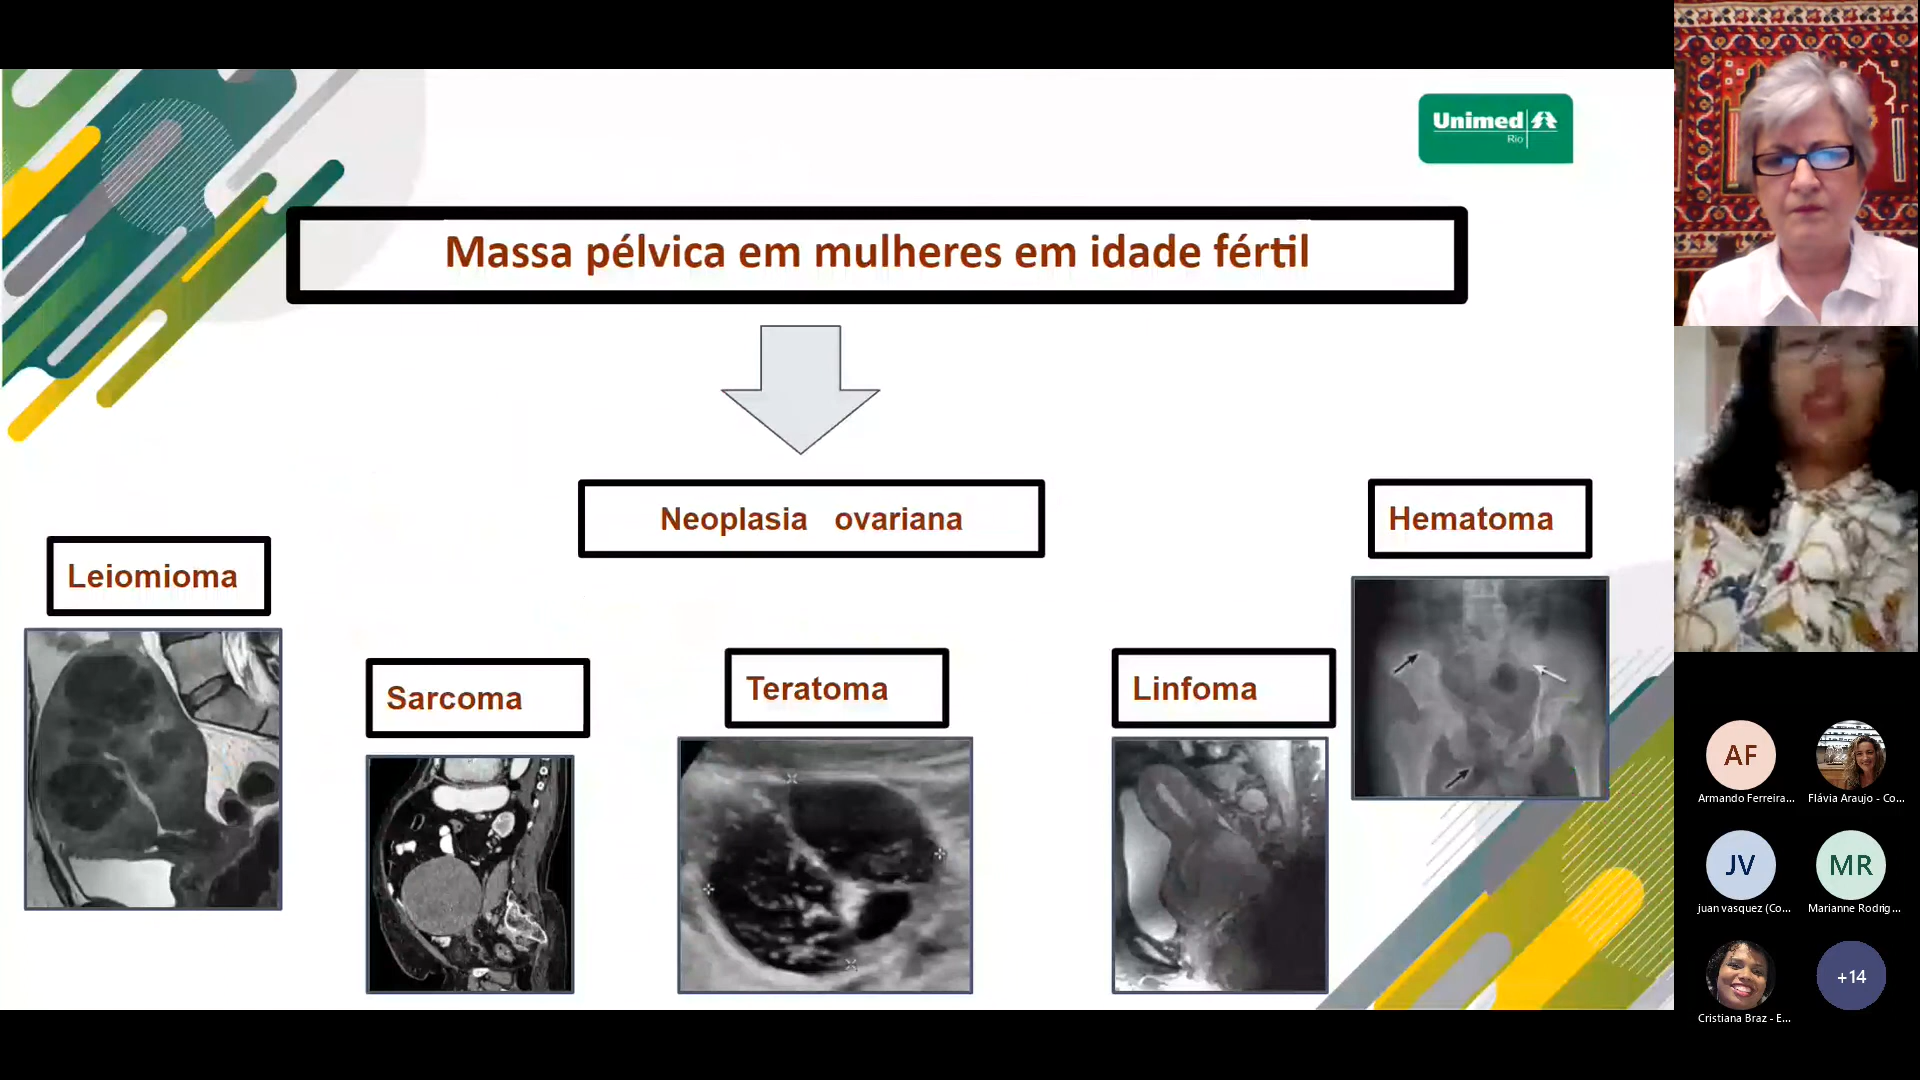 Unimed
Rio
Massa pélvica em mulheres em idade fértil
Neoplasia ovariana
Hematoma
Leiomioma
Sarcoma
Teratoma
Linfoma
AF
Armando Ferreira...
Flávia Araujo - Co...
JV
MR
juan vasquez (Co...
Marianne Rodrig...
+14
Cristiana Braz - E...